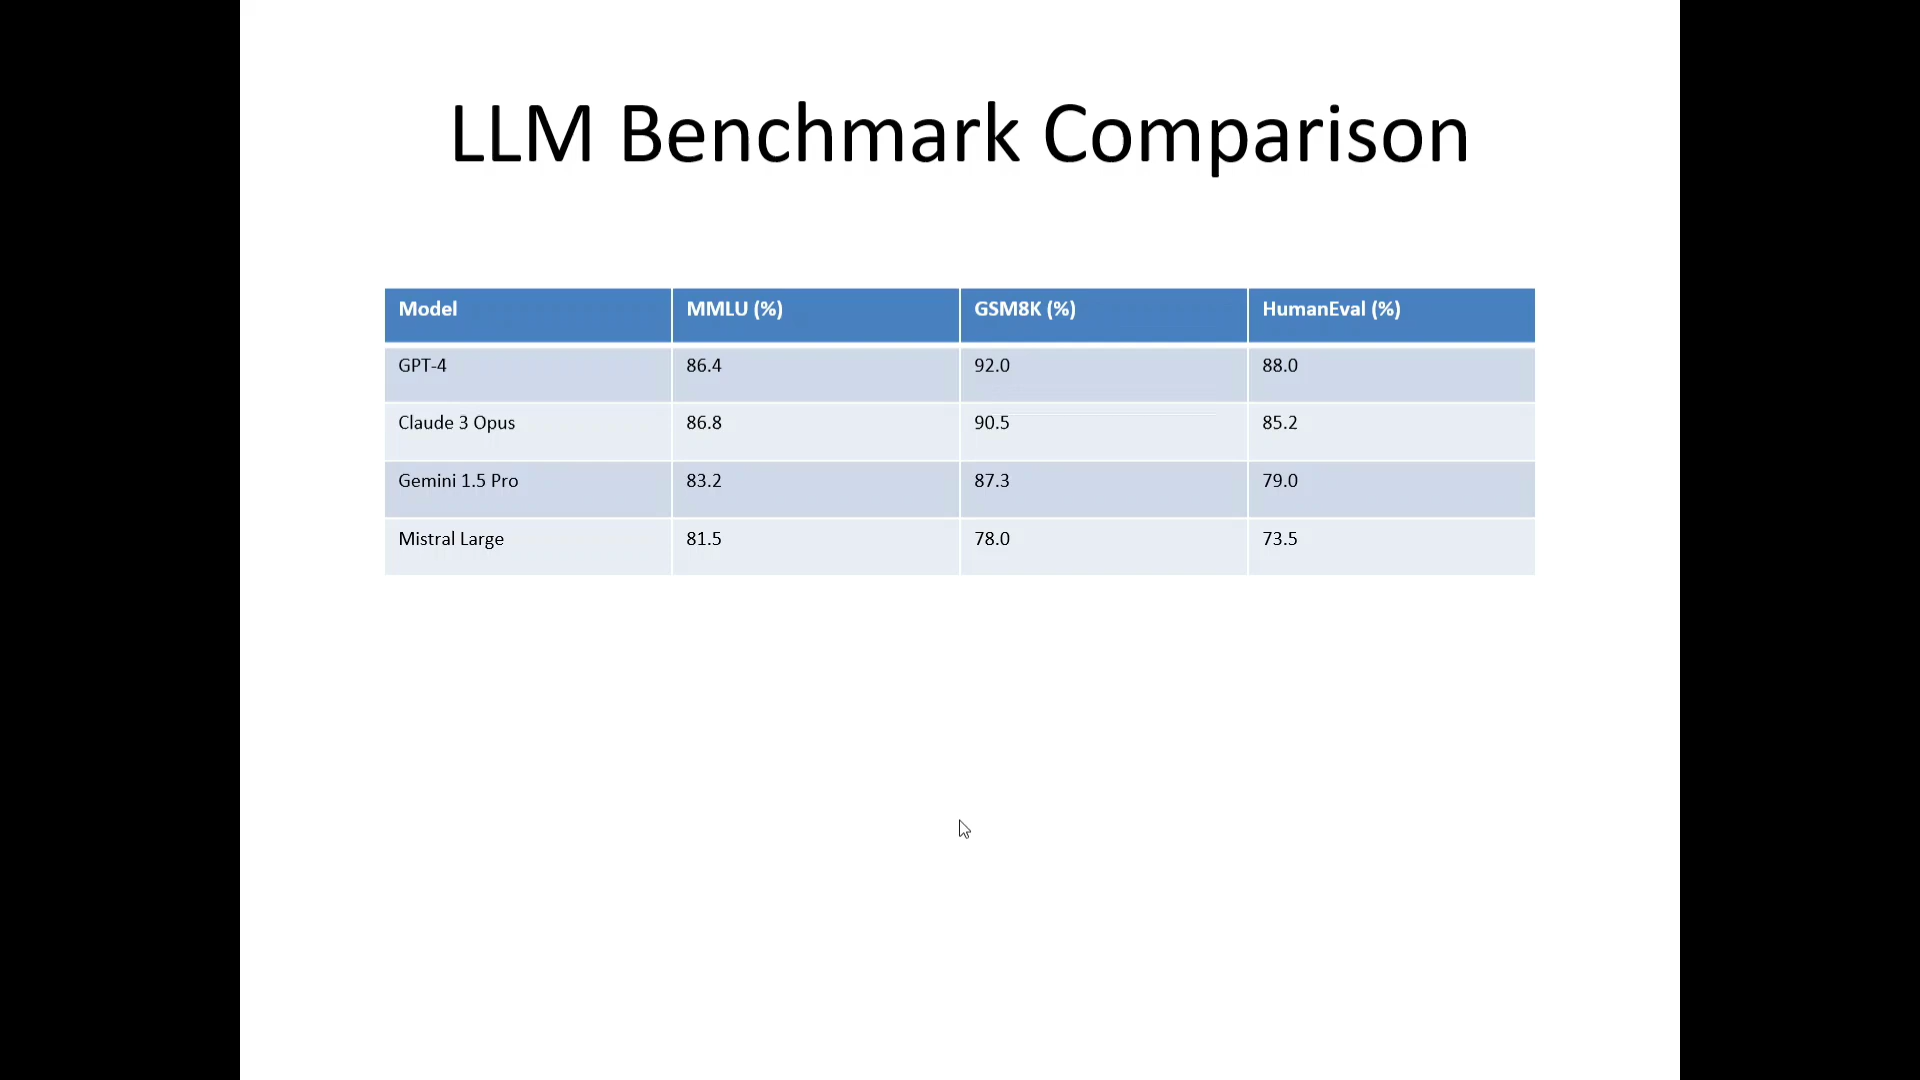 LLM Benchmark Comparison
Model MMLU (%) GSM8K (%) HumanEval (%)
GPT-4 86.4 92.0 88.0
Claude 3 Opus 86.8 90.5 85.2
Gemini 1.5 Pro 83.2 87.3 79.0
Mistral Large 81.5 78.0 73.5